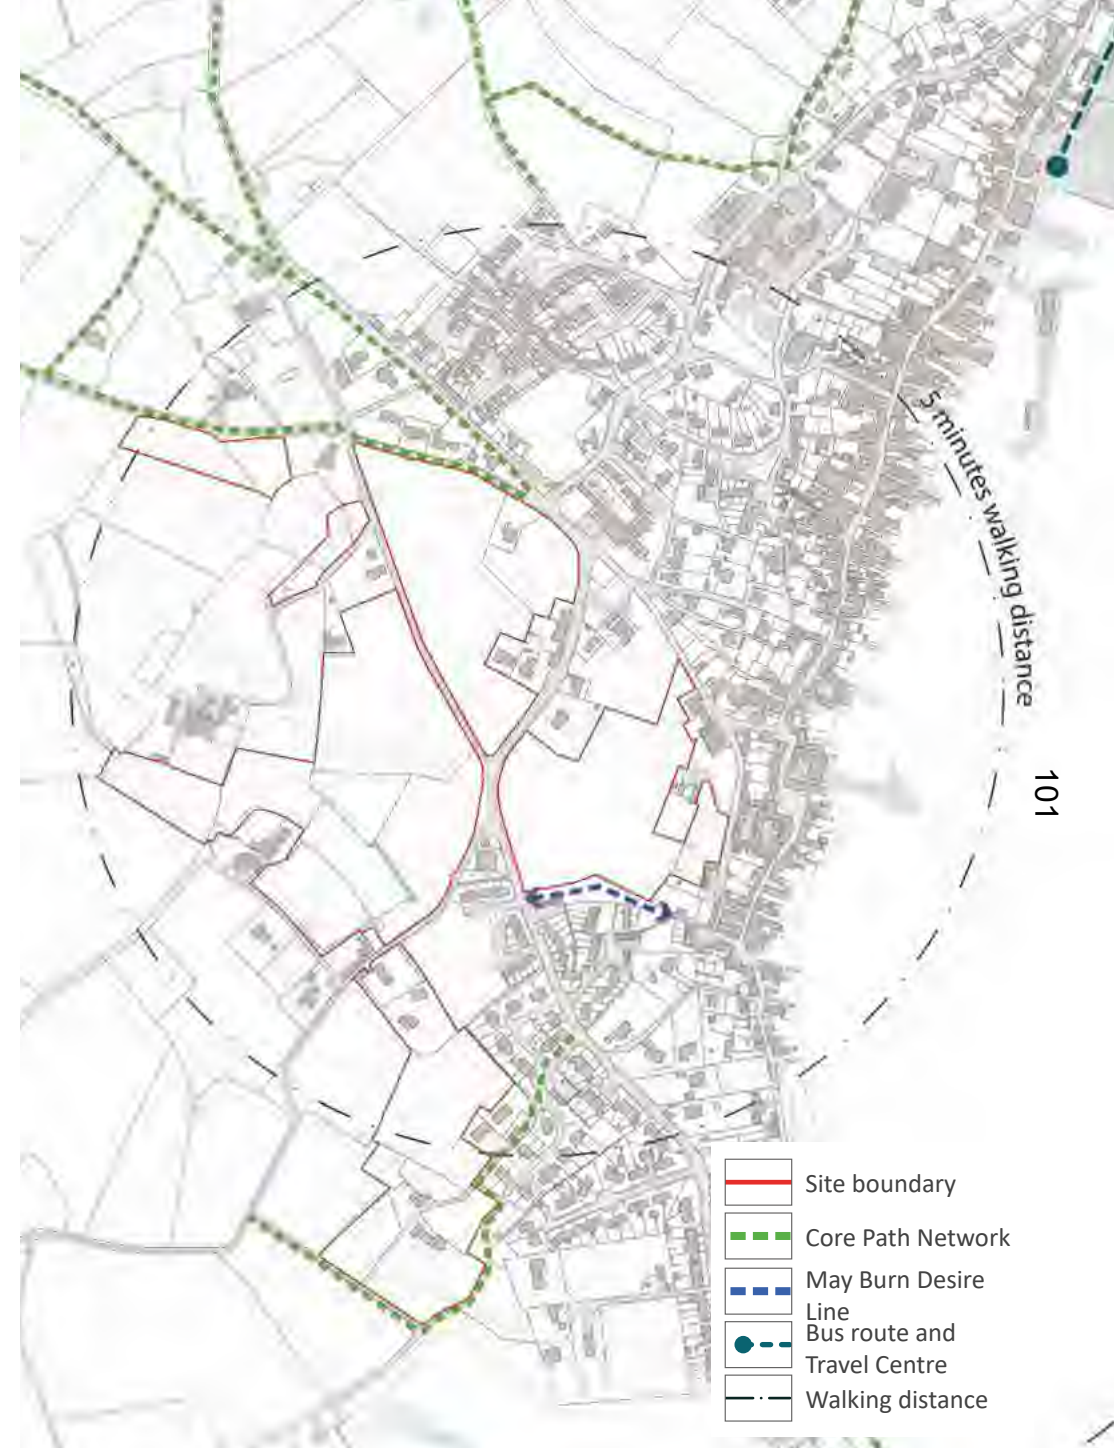 5 minutes walking distance
101
Site boundary
Core Path Network
May Burn Desire
Line
Bus route and
Travel Centre
Walking distance